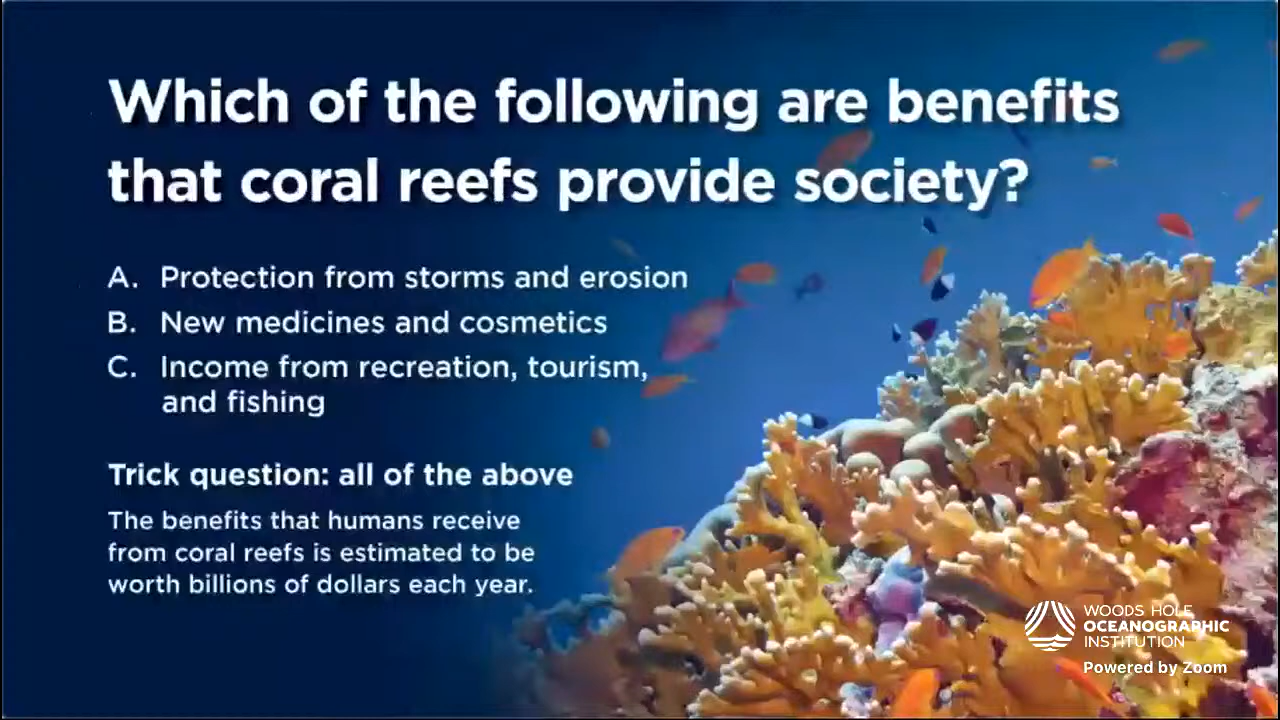 Which of the following are benefits
that coral reefs provide society?
A. Protection from storms and erosion
B. New medicines and cosmetics
C. Income from recreation, tourism,
and fishing
Trick question: all of the above
The benefits that humans receive
from coral reefs is estimated to be
worth billions of dollars each year.
WOODS HOLE
OCEANOGRAPHIC
INSTITUTION
Powered by Zoom